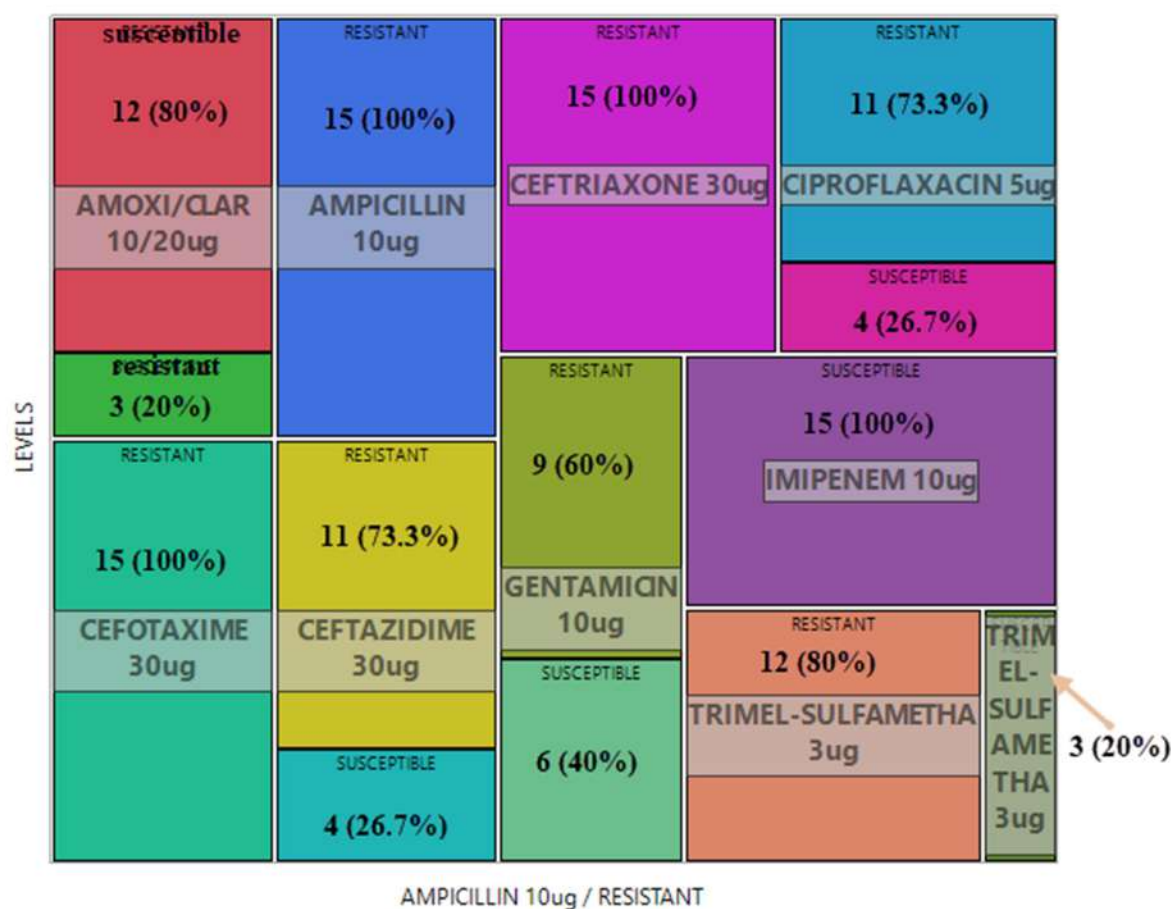 susceptible
12 (80%)
AMOXI/CLAR
10/20ug
resistant
3 (20%)
RESISTANT
15 (100%)
AMPICILLIN
10ug
RESISTANT
15 (100%)
CEFTRIAXONE 30ug
RESISTANT
11 (73.3%)
CIPROFLAXACIN 5ug
SUSCEPTIBLE
4 (26.7%)
RESISTANT
15 (100%)
CEFOTAXIME
30ug
RESISTANT
11 (73.3%)
CEFTAZIDIME
30ug
SUSCEPTIBLE
4 (26.7%)
RESISTANT
9 (60%)
GENTAMICIN
10ug
SUSCEPTIBLE
6 (40%)
SUSCEPTIBLE
15 (100%)
IMIPENEM 10ug
RESISTANT
12 (80%)
TRIMEL-SULFAMETHA
3ug
TRIM
EL-
SULF
AME
THA
3ug
3 (20%)
LEVELS
AMPICILLIN 10ug / RESISTANT